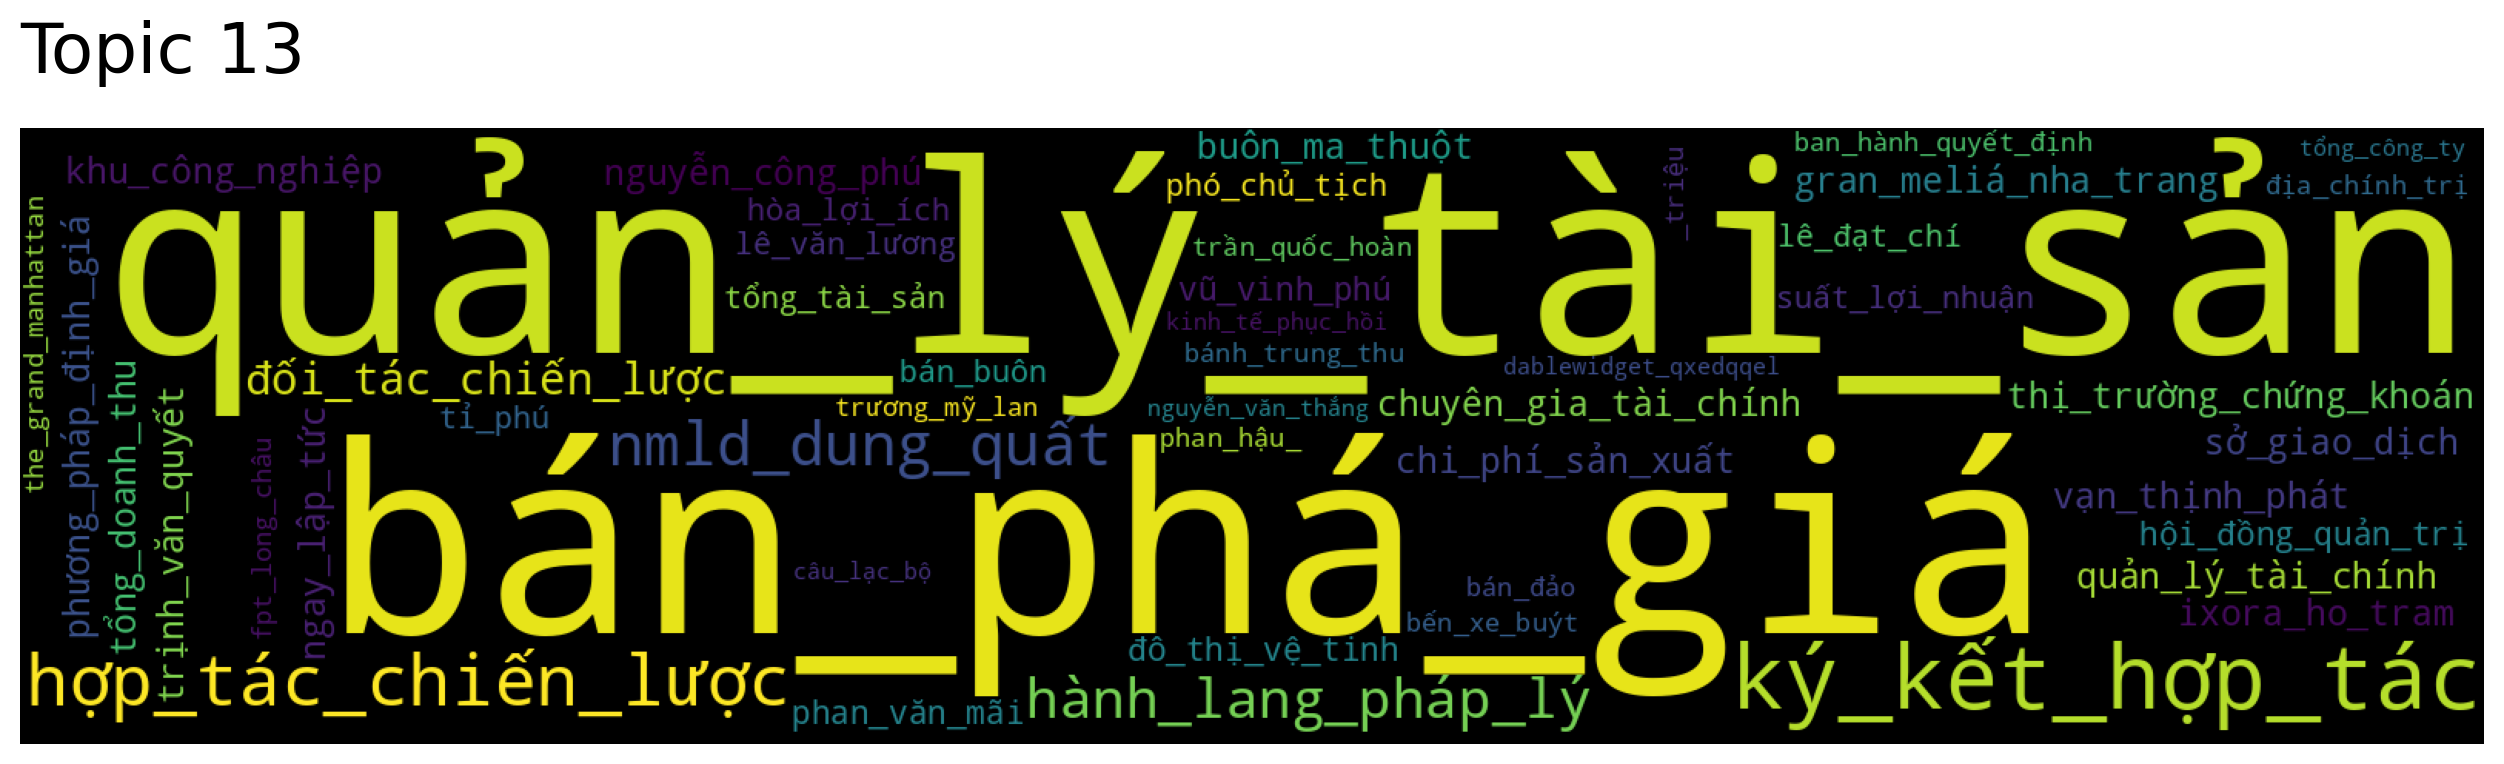 Topic 13
khu_công_nghiệp
nguyễn_công_phú
buôn_ma_thuột
_triệu
ban_hành_quyết_định
tổng_công_ty
phó_chủ_tịch
gran_meliá_nha_trang
địa_chính_trị
hòa_lợi_ích
lê_văn_lương
trần_quốc_hoàn
lê_đạt_chí
quản_lý_tài_sản
tổng_tài_sản
vũ_vinh_phú
suất_lợi_nhuận
kinh_tế_phục_hồi
the_grand_manhattan
phương_pháp_định_giá
tổng_doanh_thu
trịnh_văn_quyết
fpt_long_châu
ngay_lập_tức
bánh_trung_thu
dablewidget_qxedqqel
đối_tác_chiến_lược
bán_buôn
thị_trường_chứng_khoán
tỉ_phú
trương_mỹ_lan
nguyễn_văn_thắng
chuyên_gia_tài_chính
nmld_dung_quất
phan_hậu_
chi_phí_sản_xuất
sở_giao_dịch
vạn_thịnh_phát
hội_đồng_quản_trị
bán_phá_giá
câu_lạc_bộ
bán_đảo
quản_lý_tài_chính
bến_xe_buýt
ixora_ho_tram
đô_thị_vệ_tinh
hợp_tác_chiến_lược
phan_văn_mãi
hành_lang_pháp_lý
ký_kết_hợp_tác